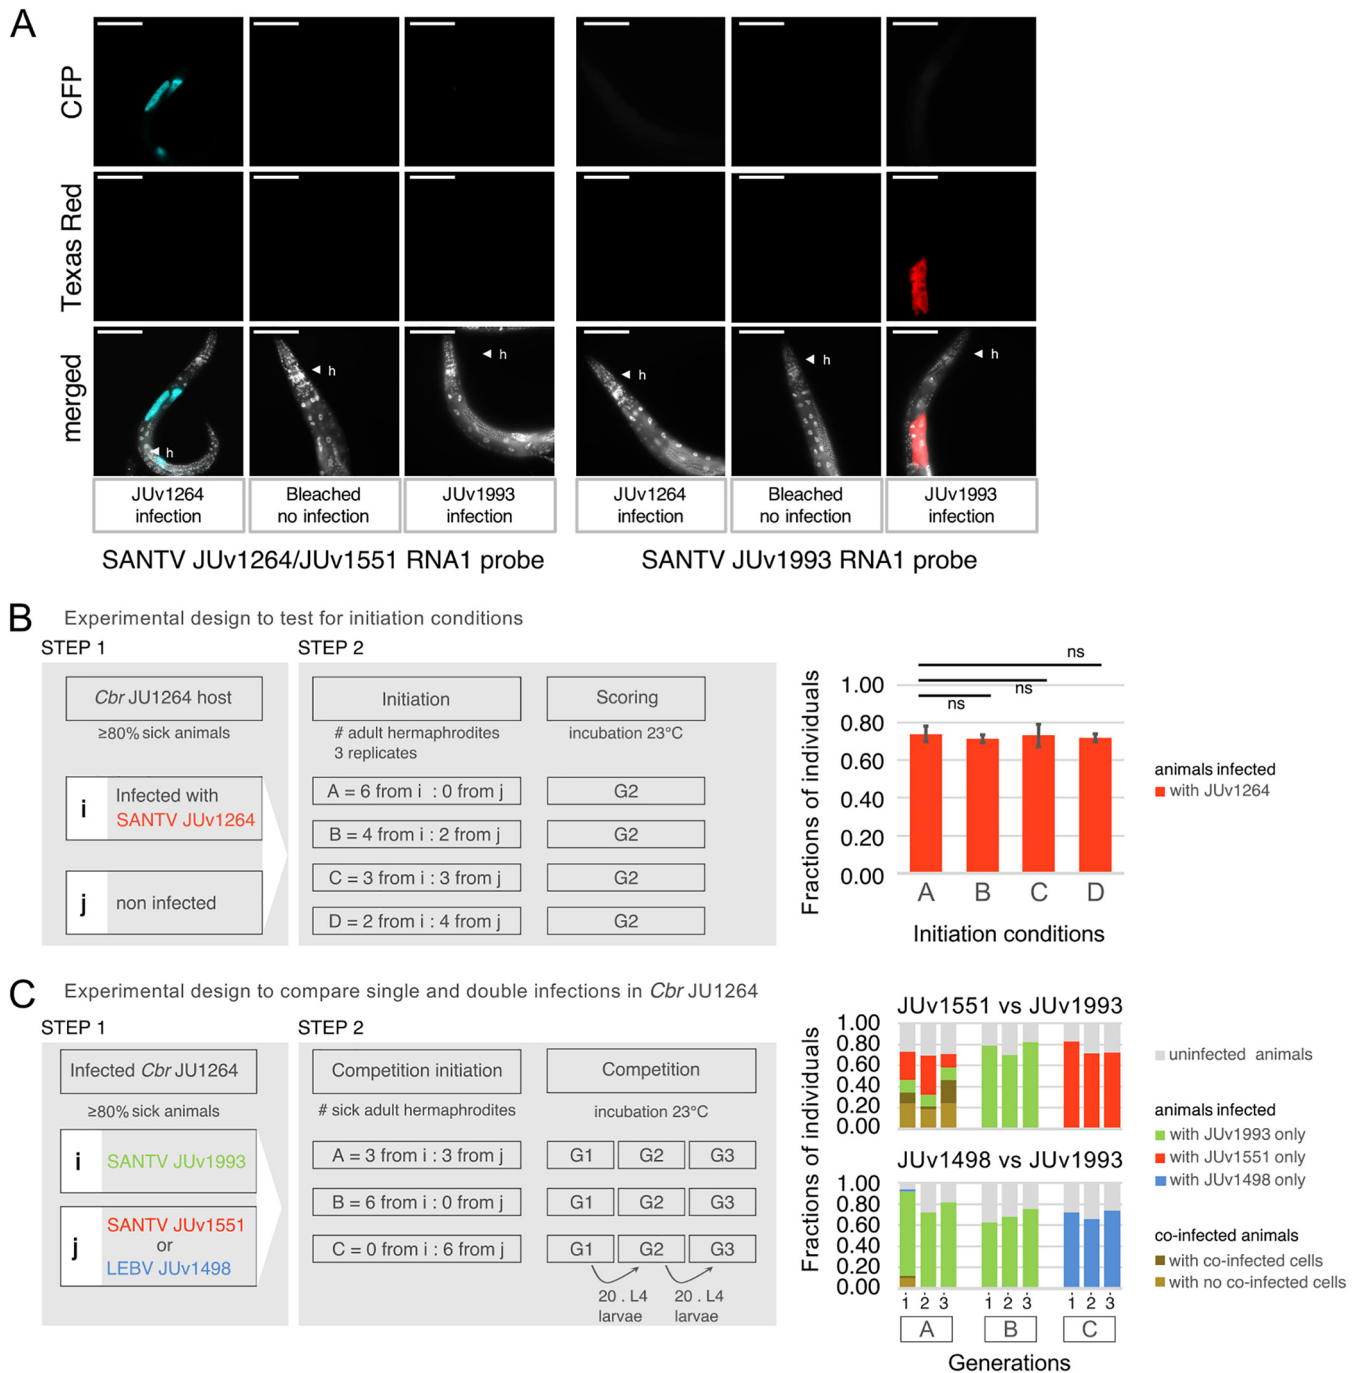 A
CFP
Texas Red
merged
h
h
h
h
h
h
JUv1264
infection
Bleached
no infection
JUv1993
infection
JUv1264
infection
Bleached
no infection
JUv1993
infection
SANTV JUv1264/JUv1551 RNA1 probe
SANTV JUv1993 RNA1 probe
B
Experimental design to test for initiation conditions
STEP 1
STEP 2
Cbr JU1264 host
≥80% sick animals
i
Infected with
SANTV JUv1264
j
non infected
Initiation
# adult hermaphrodites
3 replicates
A = 6 from i : 0 from j
B = 4 from i : 2 from j
C = 3 from i : 3 from j
D = 2 from i : 4 from j
Scoring
incubation 23°C
G2
G2
G2
G2
Fractions of individuals
1.00
0.80
0.60
0.40
0.20
0.00
ns
ns
ns
A B C D
Initiation conditions
animals infected
with JUv1264
C
Experimental design to compare single and double infections in Cbr JU1264
STEP 1
STEP 2
Infected Cbr JU1264
≥80% sick animals
i
SANTV JUv1993
j
SANTV JUv1551
or
LEBV JUv1498
Competition initiation
# sick adult hermaphrodites
A = 3 from i : 3 from j
B = 6 from i : 0 from j
C = 0 from i : 6 from j
Competition
incubation 23°C
G1 G2 G3
G1 G2 G3
G1 G2 G3
20 . L4
larvae
20 . L4
larvae
Fractions of individuals
JUv1551 vs JUv1993
1.00
0.80
0.60
0.40
0.20
0.00
JUv1498 vs JUv1993
1.00
0.80
0.60
0.40
0.20
0.00
1 2 3 1 2 3 1 2 3
A B C
Generations
uninfected animals
animals infected
with JUv1993 only
with JUv1551 only
with JUv1498 only
co-infected animals
with co-infected cells
with no co-infected cells